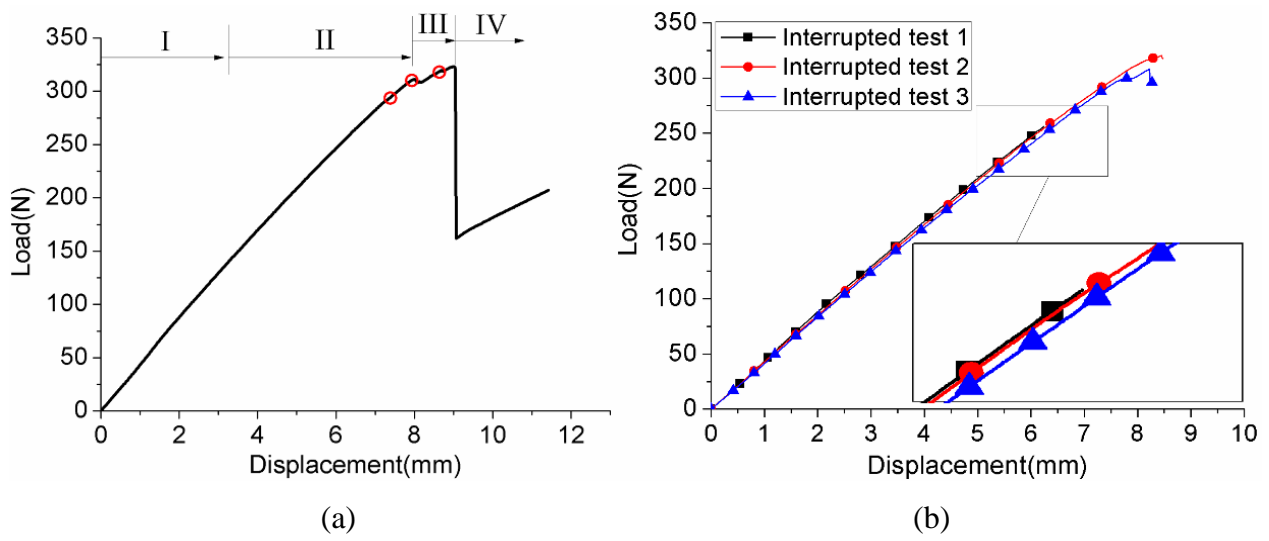 I II III IV
350
300
250
200
150
100
50
0
Load(N)
0 2 4 6 8 10 12
Displacement(mm)
(a)
Interrupted test 1
Interrupted test 2
Interrupted test 3
350
300
250
200
150
100
50
0
Load(N)
0 1 2 3 4 5 6 7 8 9 10
Displacement(mm)
(b)